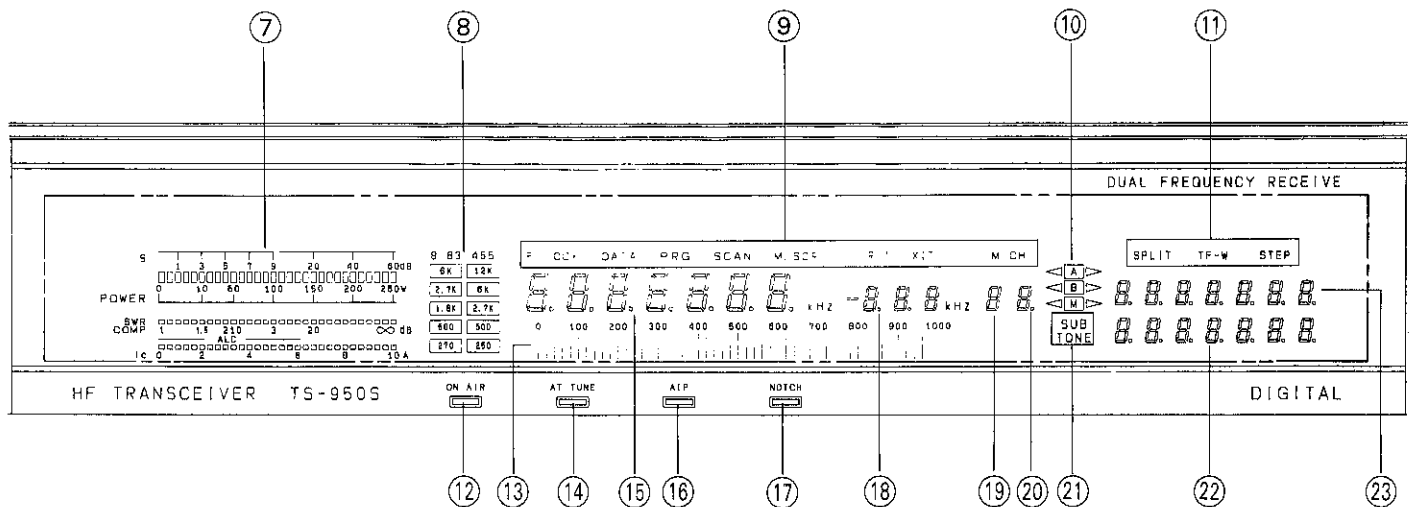 ⑦ ⑧ ⑨ ⑩ ⑪
DUAL FREQUENCY RECEIVE
S 1 3 5 7 9 20 40 60dB
0 10 50 100 150 200 250W
POWER
SWR
COMP 1 1.5 2 10 3 20 ∞ dB
ALC
Ic 0 2 4 6 8 10A
8.83 455
6K 12K
2.7K 6K
1.8K 2.7K
500 500
270 250
DATA PRG SCAN M.SCR XIT M.CH
kHz kHz
0 100 200 300 400 500 600 700 800 900 1000
A
B
M
SUB
TONE
SPLIT TF-W STEP
HF TRANSCEIVER TS-950S
ON AIR AT TUNE AIP NOTCH
DIGITAL
⑫ ⑬ ⑭ ⑮ ⑯ ⑰ ⑱ ⑲ ⑳ ㉑ ㉒ ㉓